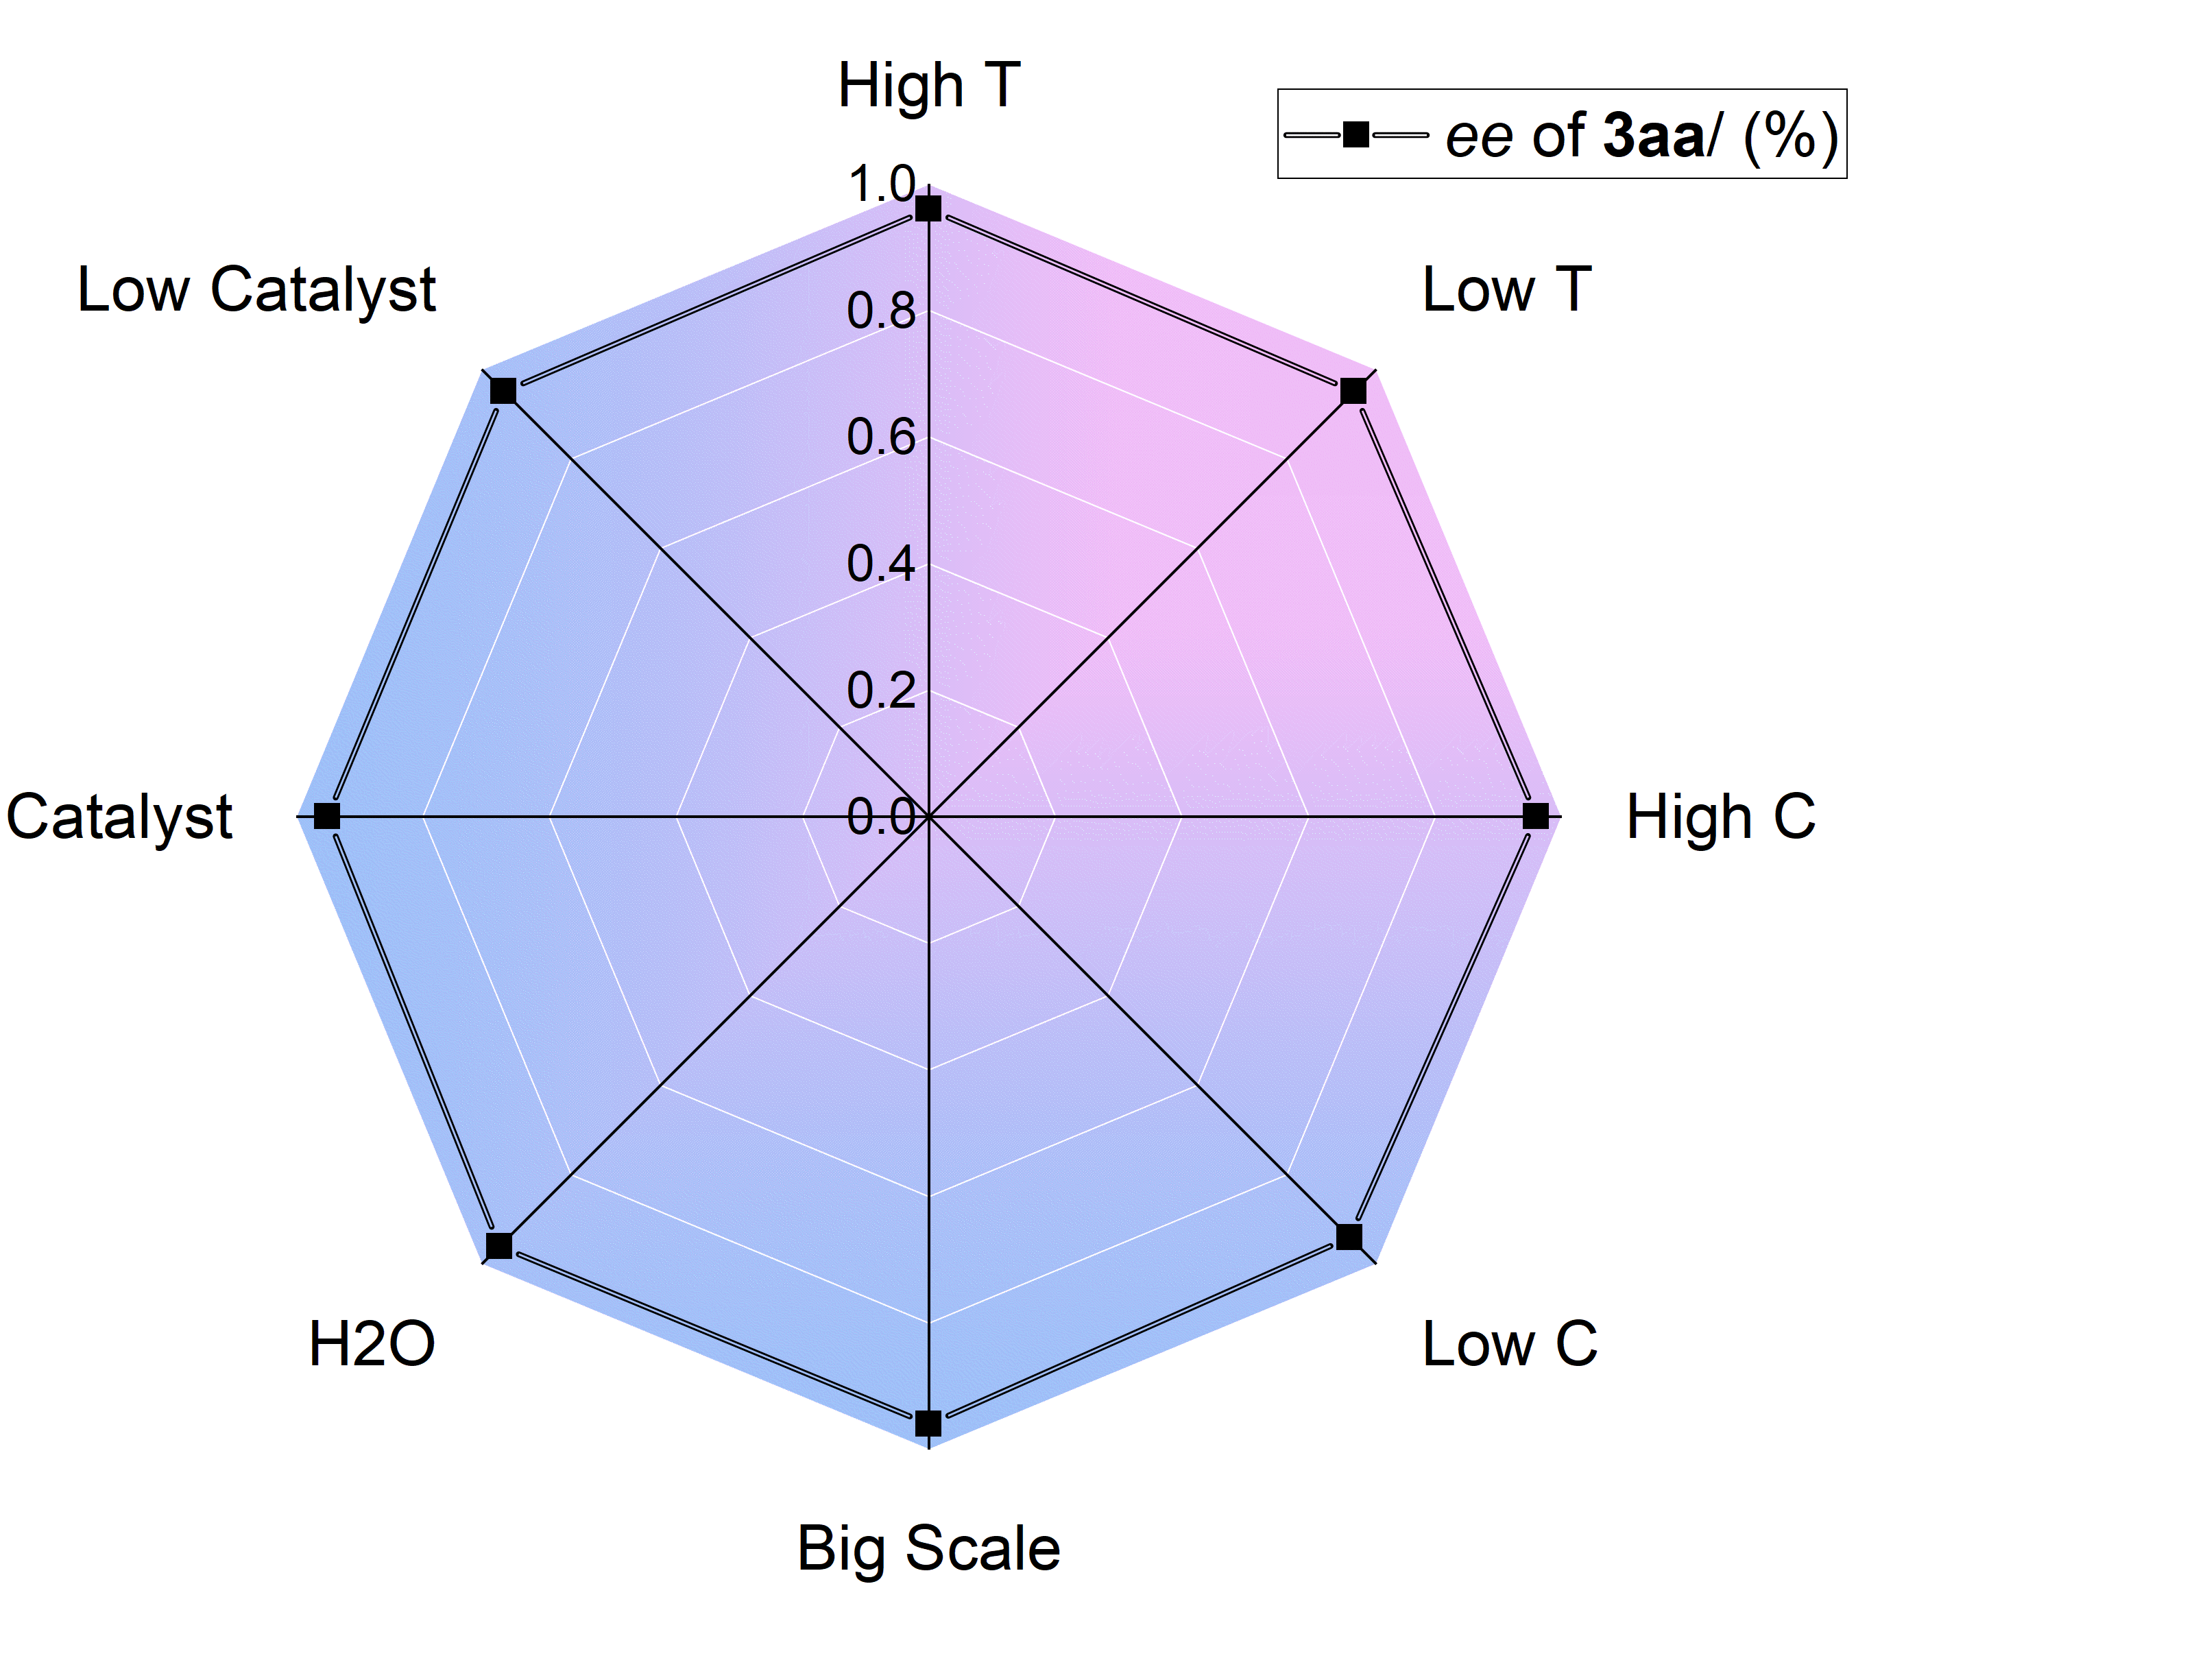 High T
ee of 3aa/ (%)
1.0
Low Catalyst
Low T
0.8
0.6
0.4
0.2
Catalyst
0.0
High C
H2O
Low C
Big Scale